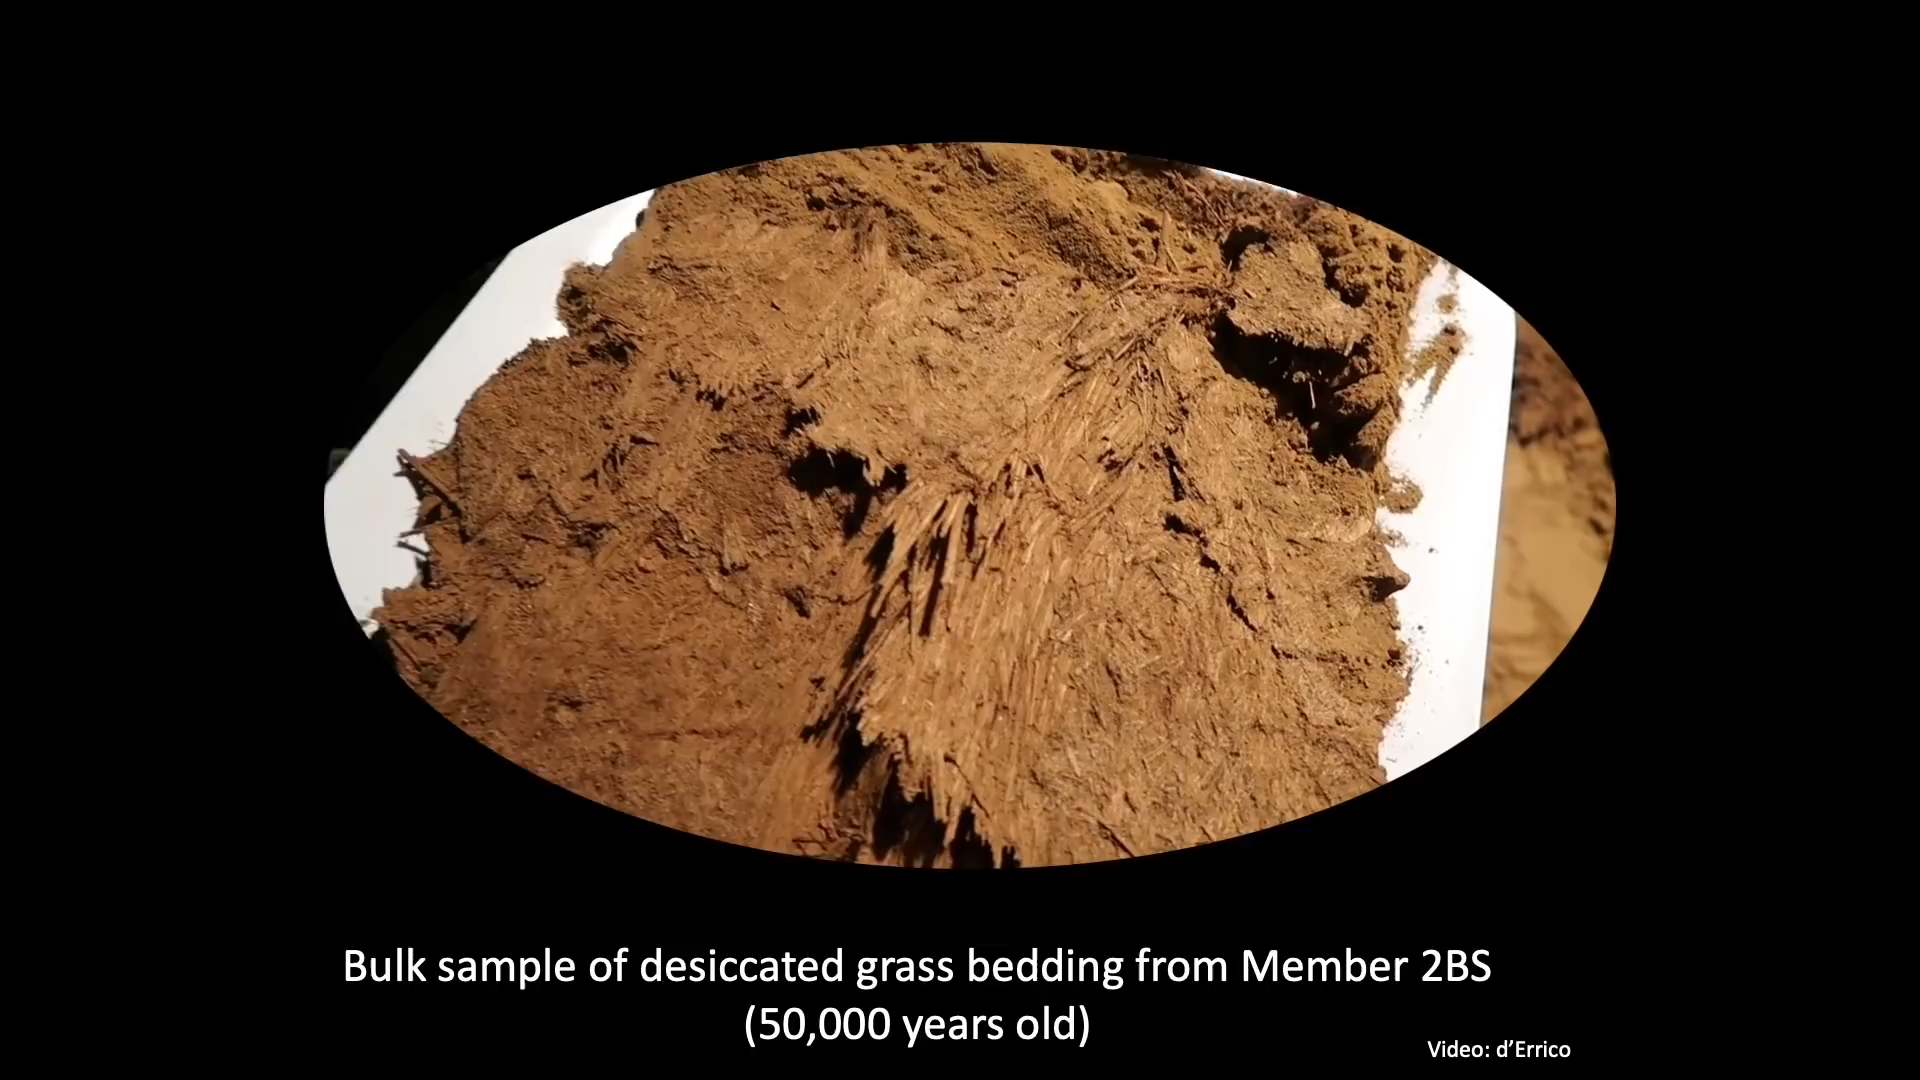 Bulk sample of desiccated grass bedding from Member 2BS
(50,000 years old)
Video: d’Errico